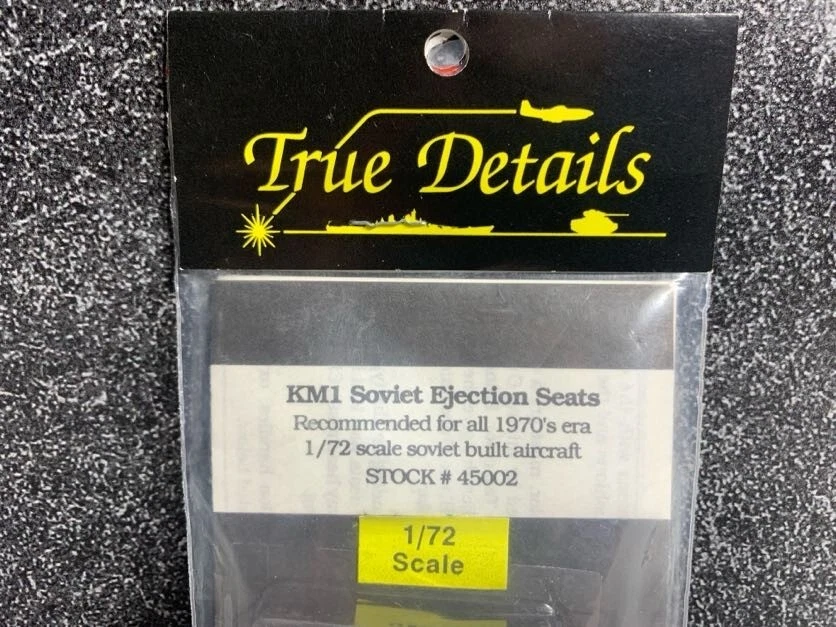 True Details
KM1 Soviet Ejection Seats
Recommended for all 1970's era
1/72 scale soviet built aircraft
STOCK # 45002
1/72
Scale